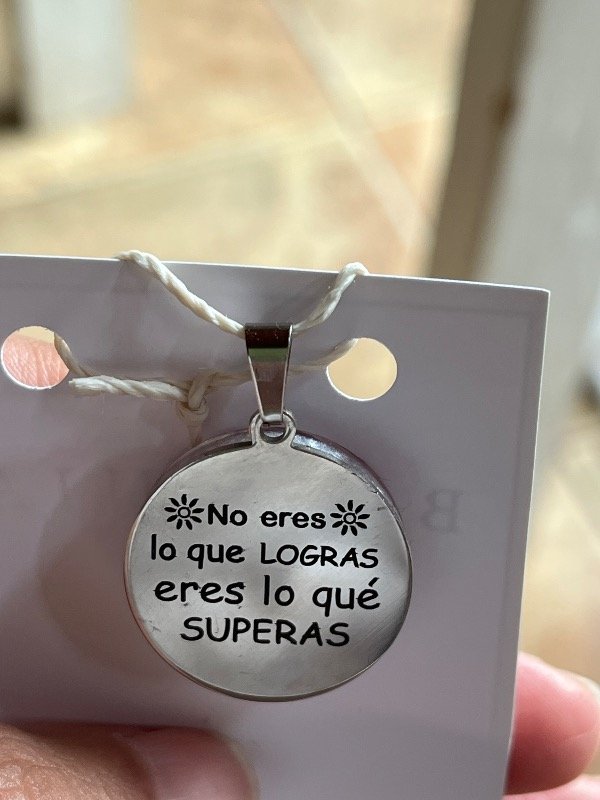 No eres
lo que LOGRAS
eres lo qué
SUPERAS